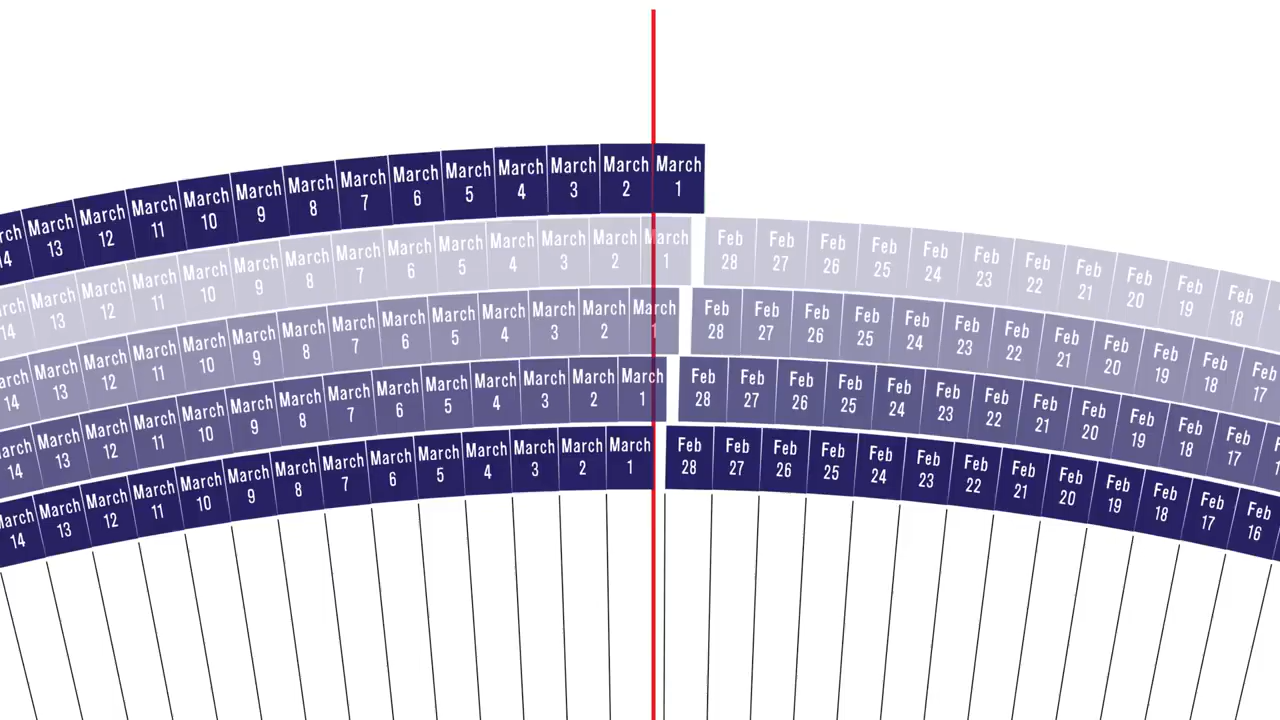 rch March March March March March March March March March March March March March
14 13 12 11 10 9 8 7 6 5 4 3 2 1
March March March March March March March March March March March March March March Feb Feb Feb Feb Feb Feb Feb Feb Feb Feb Feb
14 13 12 11 10 9 8 7 6 5 4 3 2 1 28 27 26 25 24 23 22 21 20 19 18
arch March March March March March March March March March March March March March Feb Feb Feb Feb Feb Feb Feb Feb Feb Feb Feb Feb
14 13 12 11 10 9 8 7 6 5 4 3 2 1 28 27 26 25 24 23 22 21 20 19 18 17
arch March March March March March March March March March March March March March Feb Feb Feb Feb Feb Feb Feb Feb Feb Feb Feb Feb
14 13 12 11 10 9 8 7 6 5 4 3 2 1 28 27 26 25 24 23 22 21 20 19 18 17
March March March March March March March March March March March March March March Feb Feb Feb Feb Feb Feb Feb Feb Feb Feb Feb Feb Feb
14 13 12 11 10 9 8 7 6 5 4 3 2 1 28 27 26 25 24 23 22 21 20 19 18 17 16